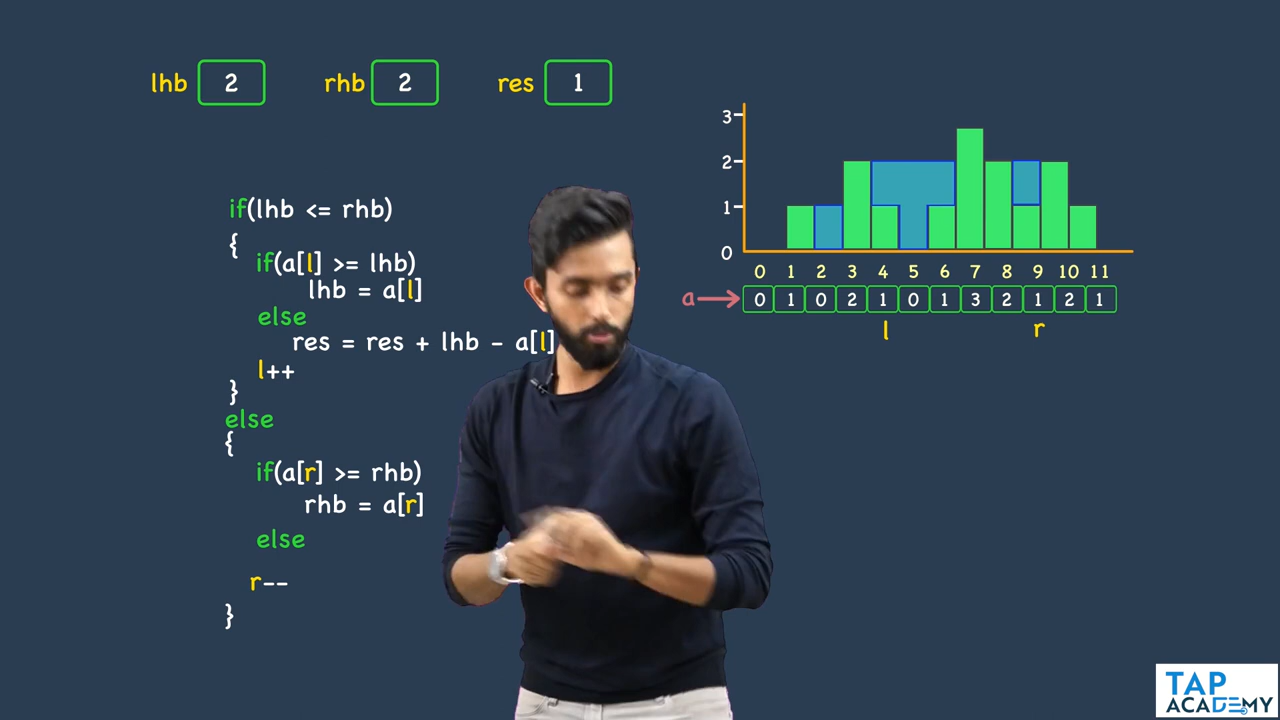 lhb 2 rhb 2 res 1
if(lhb <= rhb)
{
if(a[l] >= lhb)
lhb = a[l]
else
res = res + lhb - a[l]
l++
}
else
{
if(a[r] >= rhb)
rhb = a[r]
else
r--
}
3
2
1
0
0 1 2 3 4 5 6 7 8 9 10 11
a 0 1 0 2 1 0 1 3 2 1 2 1
l r
TAP
ACADEMY